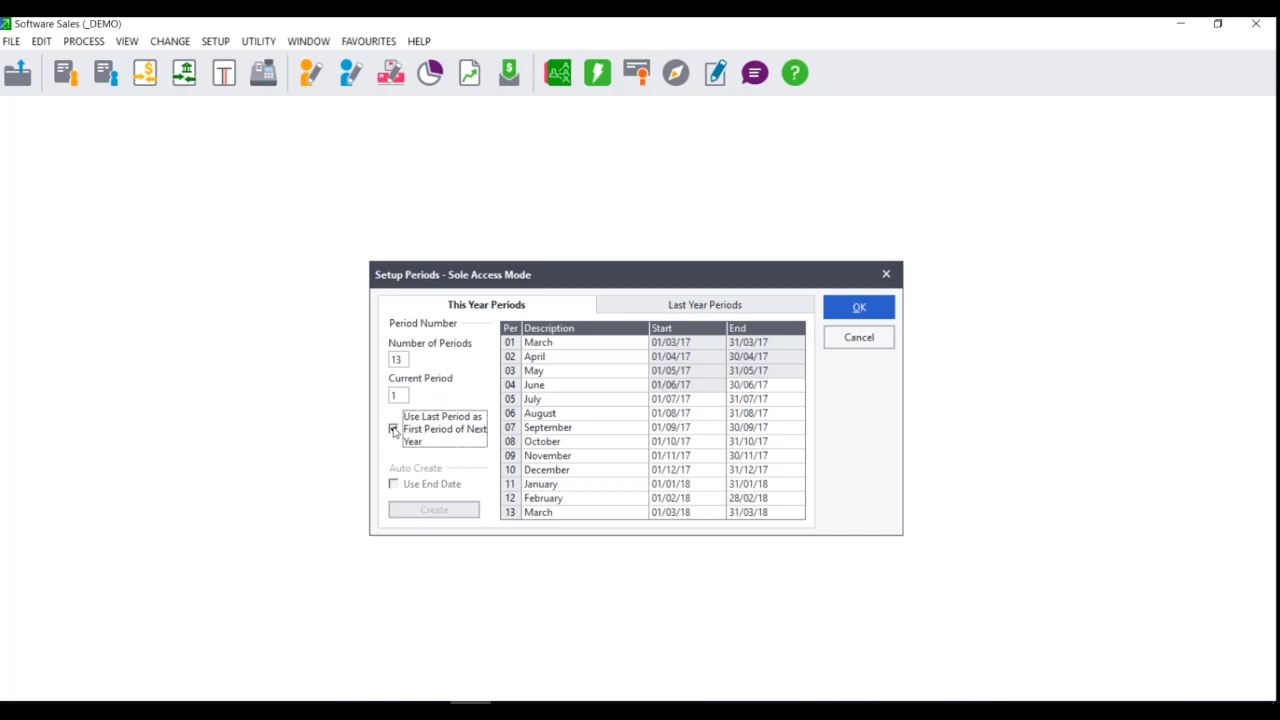 Software Sales (_DEMO)
FILE EDIT PROCESS VIEW CHANGE SETUP UTILITY WINDOW FAVOURITES HELP
Setup Periods - Sole Access Mode
This Year Periods Last Year Periods
OK
Cancel
Period Number
Number of Periods
13
Current Period
1
Use Last Period as
First Period of Next
Year
Auto Create
Use End Date
Create
Per Description Start End
01 March 01/03/17 31/03/17
02 April 01/04/17 30/04/17
03 May 01/05/17 31/05/17
04 June 01/06/17 30/06/17
05 July 01/07/17 31/07/17
06 August 01/08/17 31/08/17
07 September 01/09/17 30/09/17
08 October 01/10/17 31/10/17
09 November 01/11/17 30/11/17
10 December 01/12/17 31/12/17
11 January 01/01/18 31/01/18
12 February 01/02/18 28/02/18
13 March 01/03/18 31/03/18